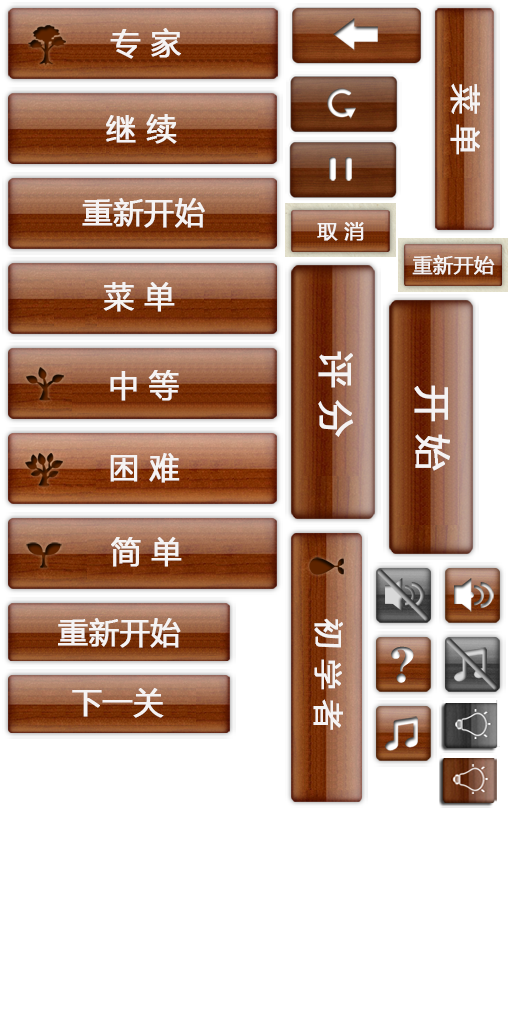 专 家
继 续
重新开始
菜 单
中 等
困 难
简 单
重新开始
下一关
菜 单
取 消
重新开始
评 分
开 始
初 学 者
?